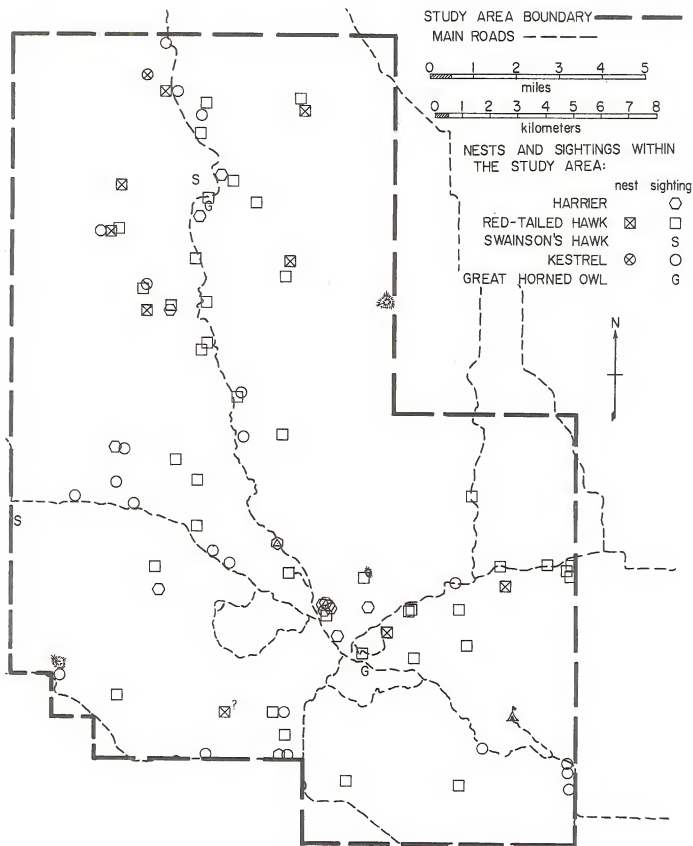 STUDY AREA BOUNDARY
MAIN ROADS
0 1 2 3 4 5
miles
0 1 2 3 4 5 6 7 8
kilometers
NESTS AND SIGHTINGS WITHIN
THE STUDY AREA:
nest sighting
HARRIER
RED-TAILED HAWK
SWAINSON'S HAWK S
KESTREL
GREAT HORNED OWL G
N
S
G
S
S
G
?